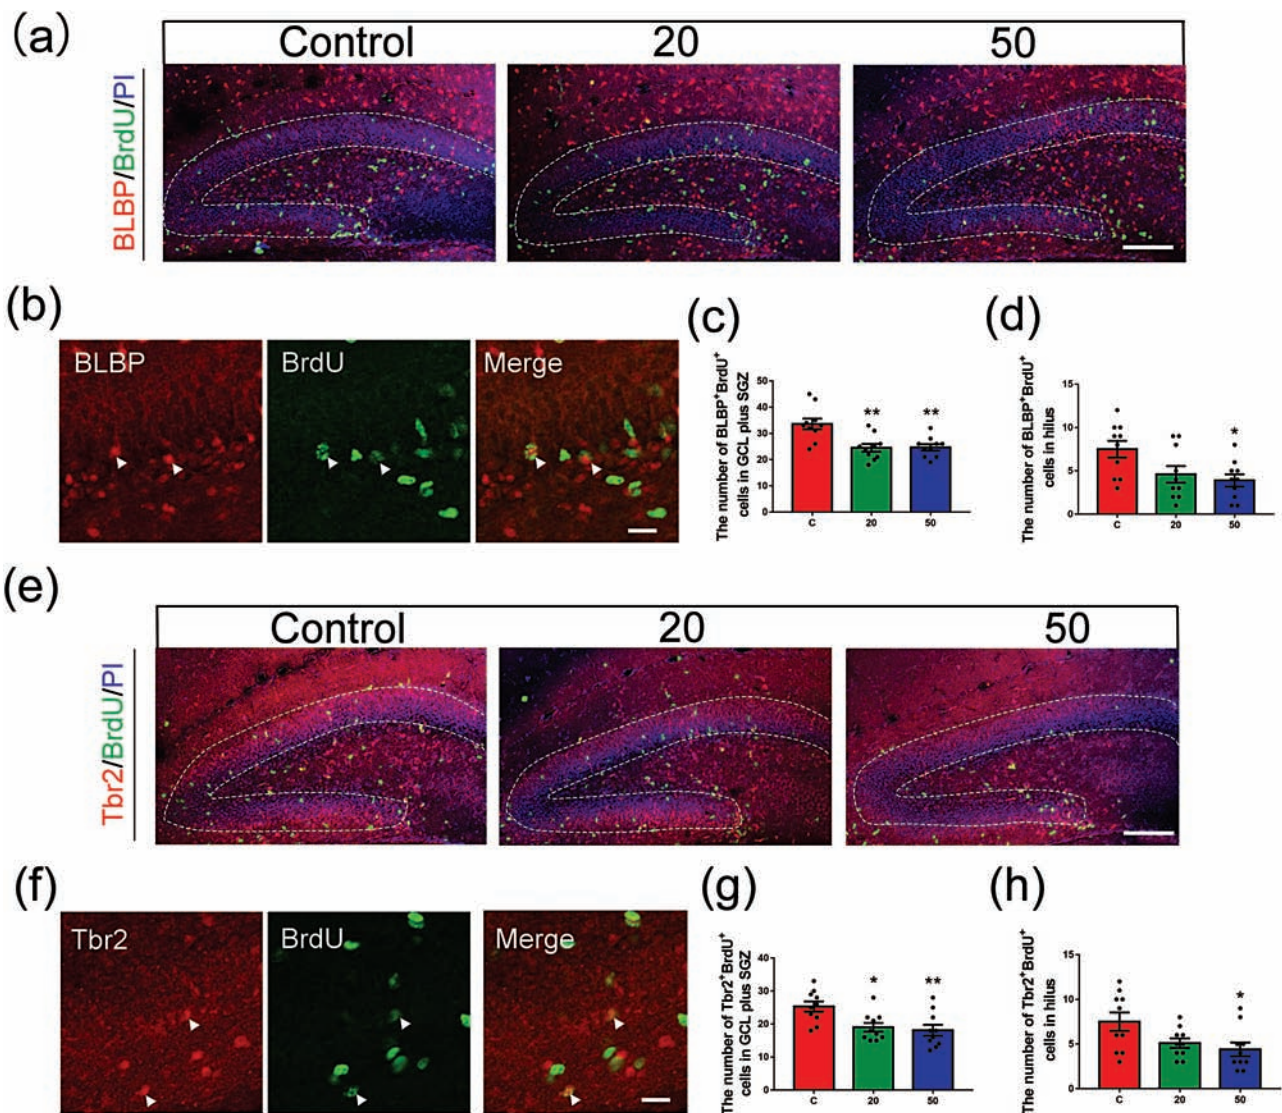 (a)
Control 20 50
BLBP/BrdU/PI
(b)
BLBP BrdU Merge
(c)
The number of BLBP⁺BrdU⁺
cells in GCL plus SGZ
50
40
30
20
10
0
** **
C 20 50
(d)
The number of BLBP⁺BrdU⁺
cells in hilus
15
10
5
0
*
C 20 50
(e)
Control 20 50
Tbr2/BrdU/PI
(f)
Tbr2 BrdU Merge
(g)
The number of Tbr2⁺BrdU⁺
cells in GCL plus SGZ
40
30
20
10
0
* **
C 20 50
(h)
The number of Tbr2⁺BrdU⁺
cells in hilus
15
10
5
0
*
C 20 50